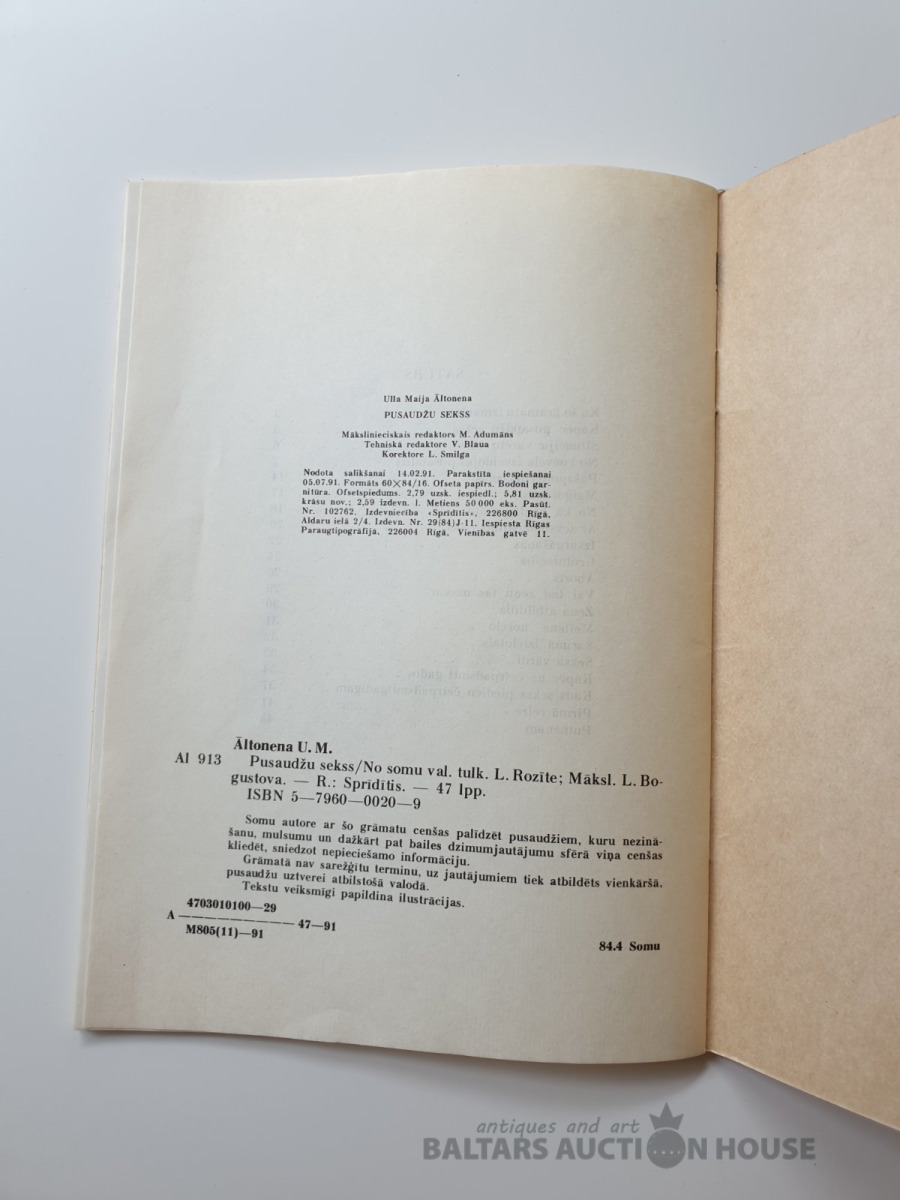 Ulla Maija Āltonena
PUSAUDŽU SEKSS
Mākslinieciskais redaktors M. Adumāns
Tehniskā redaktore V. Blaua
Korektore L. Smilga
Nodota salikšanai 14.02.91. Parakstīta iespiešanai
05.07.91. Formāts 60×84/16. Ofseta papīrs. Bodoni gar-
nitūra. Ofsetspiedums. 2,79 uzsk. iespiedl.; 5,81 uzsk.
krāsu nov.; 2,59 izdevn. l. Metiens 50 000 eks. Pasūt.
Nr. 102762. Izdevniecība «Sprīdītis», 226800 Rīgā,
Aldaru ielā 2/4. Izdevn. Nr. 29(84)J-11. Iespiesta Rīgas
Paraugtipogrāfijā, 226004 Rīgā, Vienības gatvē 11.
Āltonena U. M.
Al 913 Pusaudžu sekss/No somu val. tulk. L. Rozīte; Māksl. L. Bo-
gustova. — R.: Sprīdītis. — 47 lpp.
ISBN 5—7960—0020—9
Somu autore ar šo grāmatu cenšas palīdzēt pusaudžiem, kuru nezinā-
šanu, mulsumu un dažkārt pat bailes dzimumjautājumu sfērā viņa cenšas
kliedēt, sniedzot nepieciešamo informāciju.
Grāmatā nav sarežģītu terminu, uz jautājumiem tiek atbildēts vienkāršā,
pusaudžu uztverei atbilstošā valodā.
Tekstu veiksmīgi papildina ilustrācijas.
4703010100—29
A ————————— 47—91
M805(11)—91
84.4 Somu
antiques and art
BALTARS AUCTION HOUSE